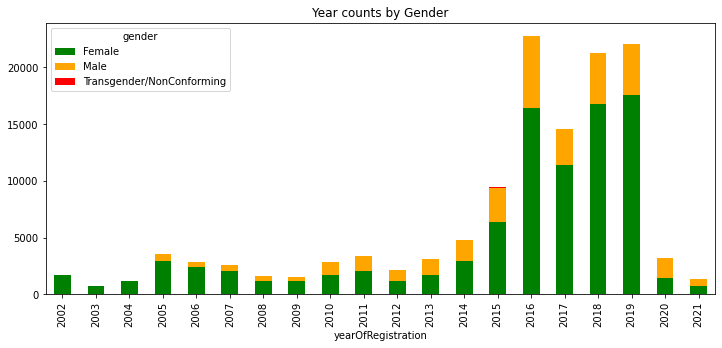 Year counts by Gender
gender
Female
Male
Transgender/NonConforming
20000
15000
10000
5000
0
2002 2003 2004 2005 2006 2007 2008 2009 2010 2011 2012 2013 2014 2015 2016 2017 2018 2019 2020 2021
yearOfRegistration